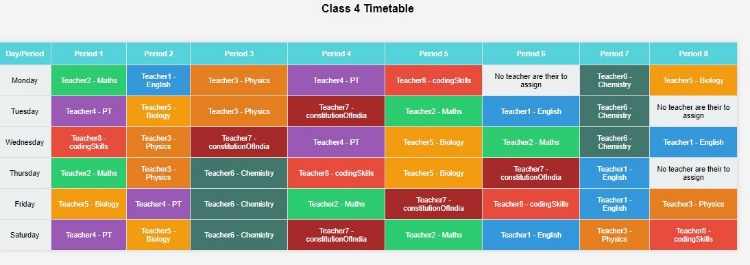 Class 4 Timetable
Day/Period Period 1 Period 2 Period 3 Period 4 Period 5 Period 6 Period 7 Period 8
Monday Teacher2 - Maths Teacher1 - English Teacher3 - Physics Teacher4 - PT Teacher8 - codingSkills No teacher are their to assign Teacher6 - Chemistry Teacher5 - Biology
Tuesday Teacher4 - PT Teacher5 - Biology Teacher3 - Physics Teacher7 - constitutionOfIndia Teacher2 - Maths Teacher1 - English Teacher6 - Chemistry No teacher are their to assign
Wednesday Teacher8 - codingSkills Teacher3 - Physics Teacher7 - constitutionOfIndia Teacher4 - PT Teacher5 - Biology Teacher2 - Maths Teacher6 - Chemistry Teacher1 - English
Thursday Teacher2 - Maths Teacher3 - Physics Teacher6 - Chemistry Teacher8 - codingSkills Teacher5 - Biology Teacher7 - constitutionOfIndia Teacher1 - English No teacher are their to assign
Friday Teacher5 - Biology Teacher4 - PT Teacher6 - Chemistry Teacher2 - Maths Teacher7 - constitutionOfIndia Teacher8 - codingSkills Teacher1 - English Teacher3 - Physics
Saturday Teacher4 - PT Teacher5 - Biology Teacher6 - Chemistry Teacher7 - constitutionOfIndia Teacher2 - Maths Teacher1 - English Teacher3 - Physics Teacher8 - codingSkills